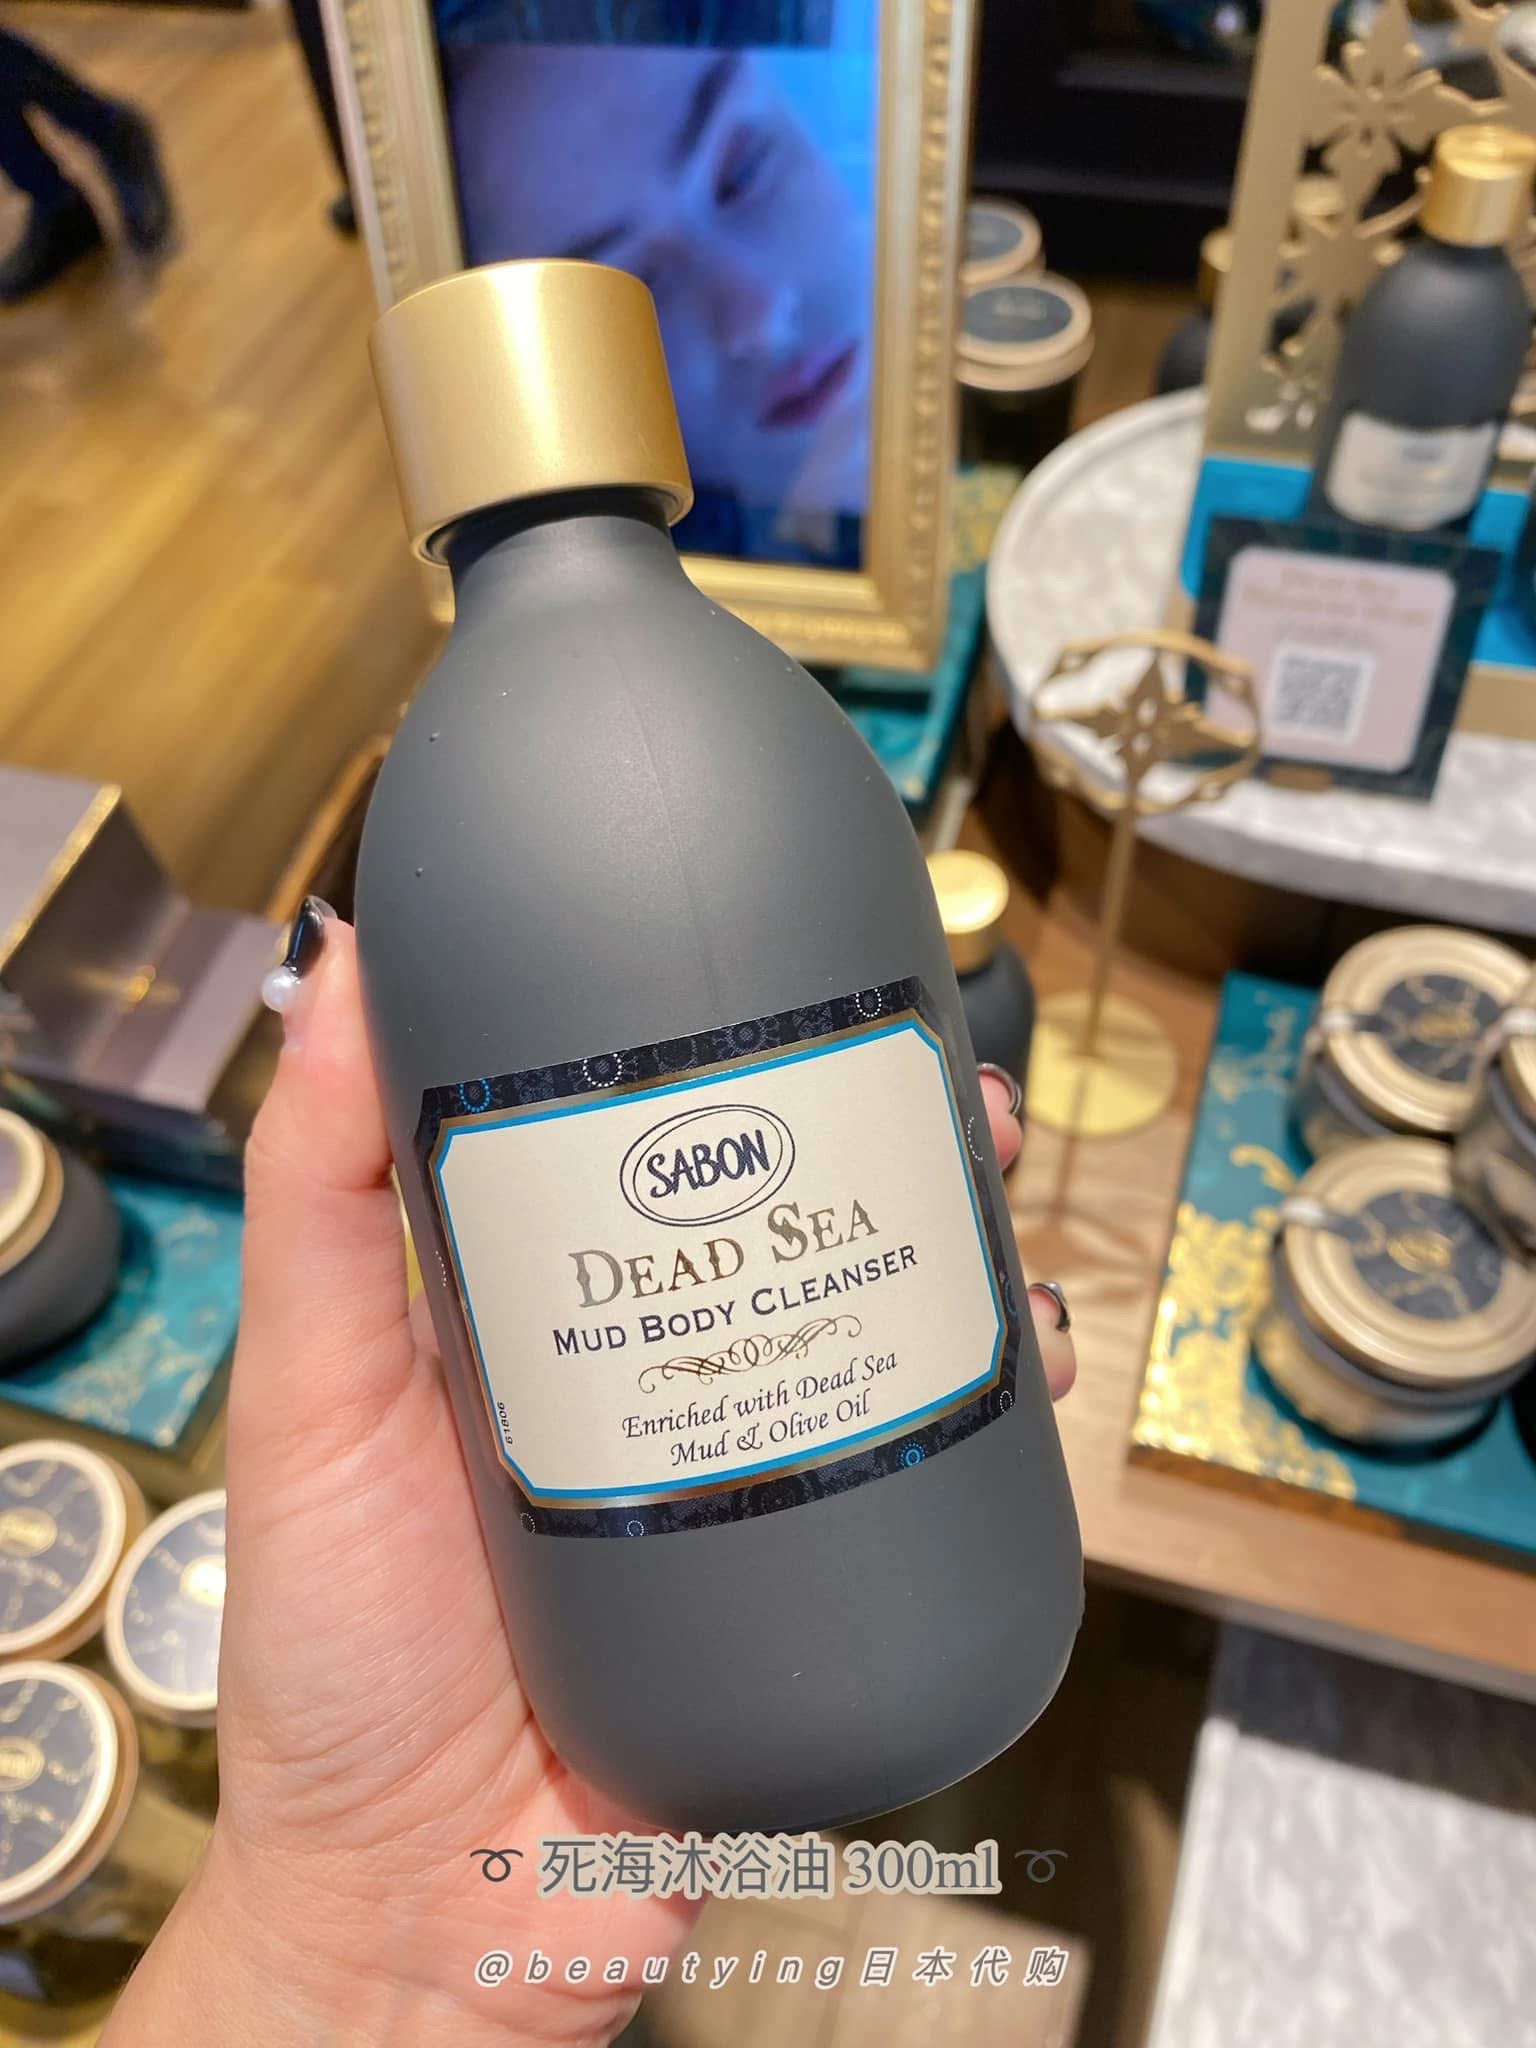 SABON
DEAD SEA
MUD BODY CLEANSER
Enriched with Dead Sea
Mud & Olive Oil
61806
死海沐浴油 300ml
@beautying日本代购